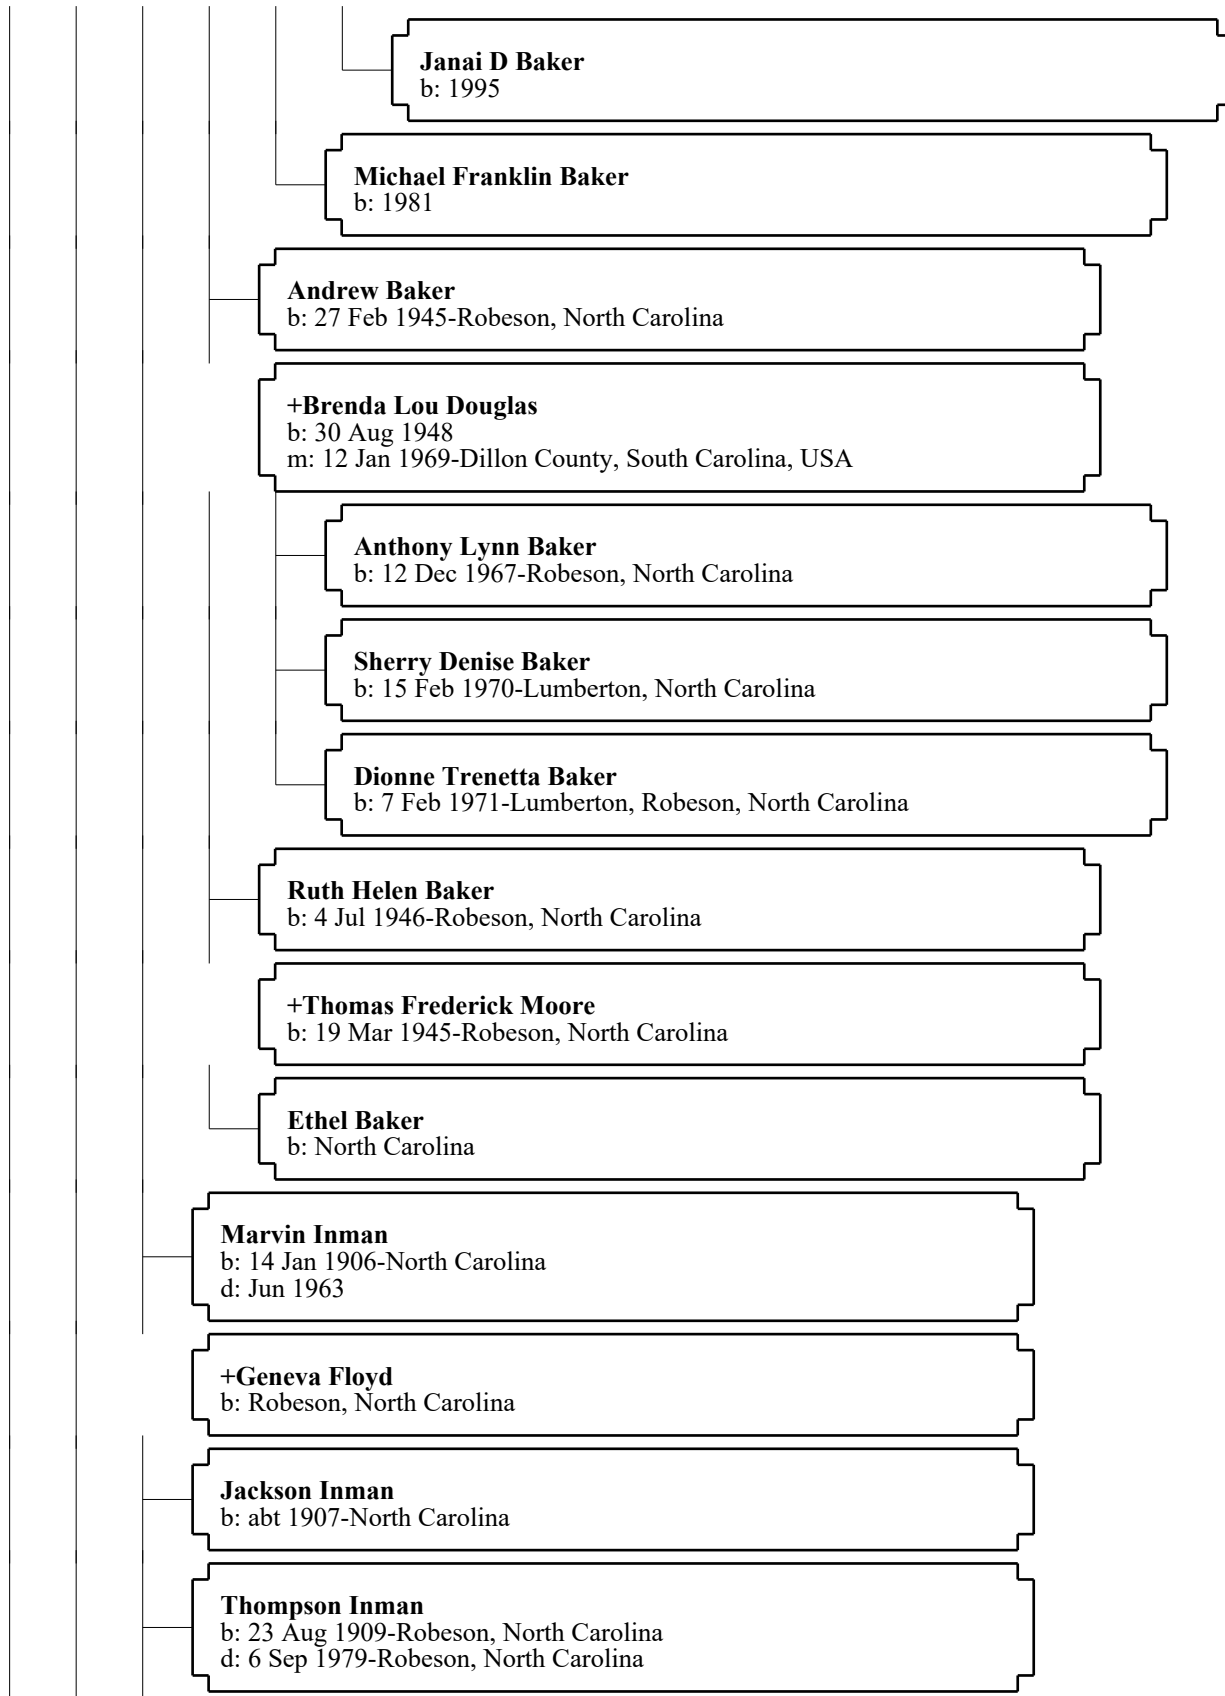 Janai D Baker
b: 1995
Michael Franklin Baker
b: 1981
Andrew Baker
b: 27 Feb 1945-Robeson, North Carolina
+Brenda Lou Douglas
b: 30 Aug 1948
m: 12 Jan 1969-Dillon County, South Carolina, USA
Anthony Lynn Baker
b: 12 Dec 1967-Robeson, North Carolina
Sherry Denise Baker
b: 15 Feb 1970-Lumberton, North Carolina
Dionne Trenetta Baker
b: 7 Feb 1971-Lumberton, Robeson, North Carolina
Ruth Helen Baker
b: 4 Jul 1946-Robeson, North Carolina
+Thomas Frederick Moore
b: 19 Mar 1945-Robeson, North Carolina
Ethel Baker
b: North Carolina
Marvin Inman
b: 14 Jan 1906-North Carolina
d: Jun 1963
+Geneva Floyd
b: Robeson, North Carolina
Jackson Inman
b: abt 1907-North Carolina
Thompson Inman
b: 23 Aug 1909-Robeson, North Carolina
d: 6 Sep 1979-Robeson, North Carolina